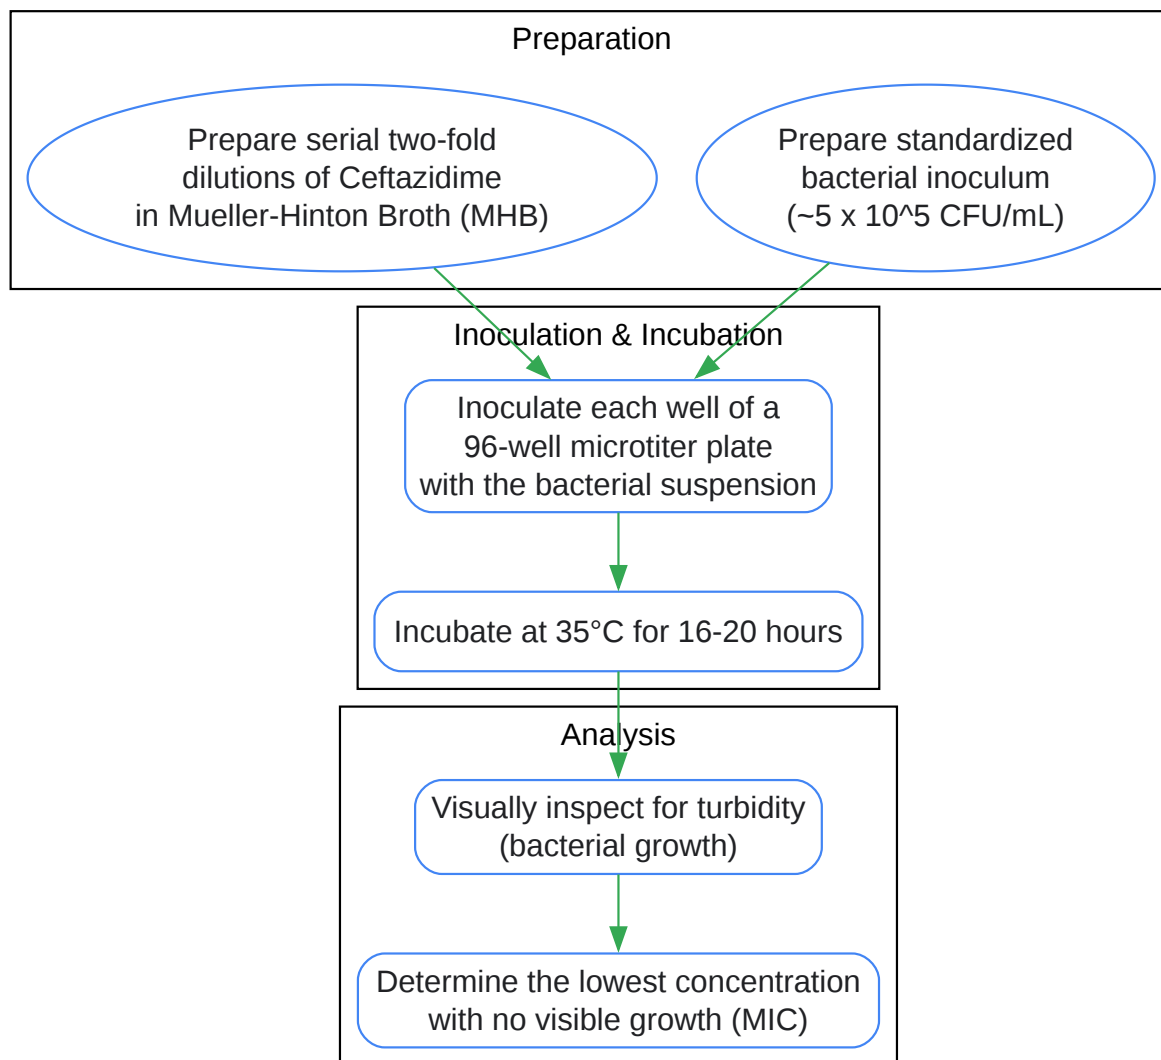 Preparation
Prepare serial two-fold
dilutions of Ceftazidime
in Mueller-Hinton Broth (MHB)
Prepare standardized
bacterial inoculum
(~5 x 10^5 CFU/mL)
Inoculation & Incubation
Inoculate each well of a
96-well microtiter plate
with the bacterial suspension
Incubate at 35°C for 16-20 hours
Analysis
Visually inspect for turbidity
(bacterial growth)
Determine the lowest concentration
with no visible growth (MIC)